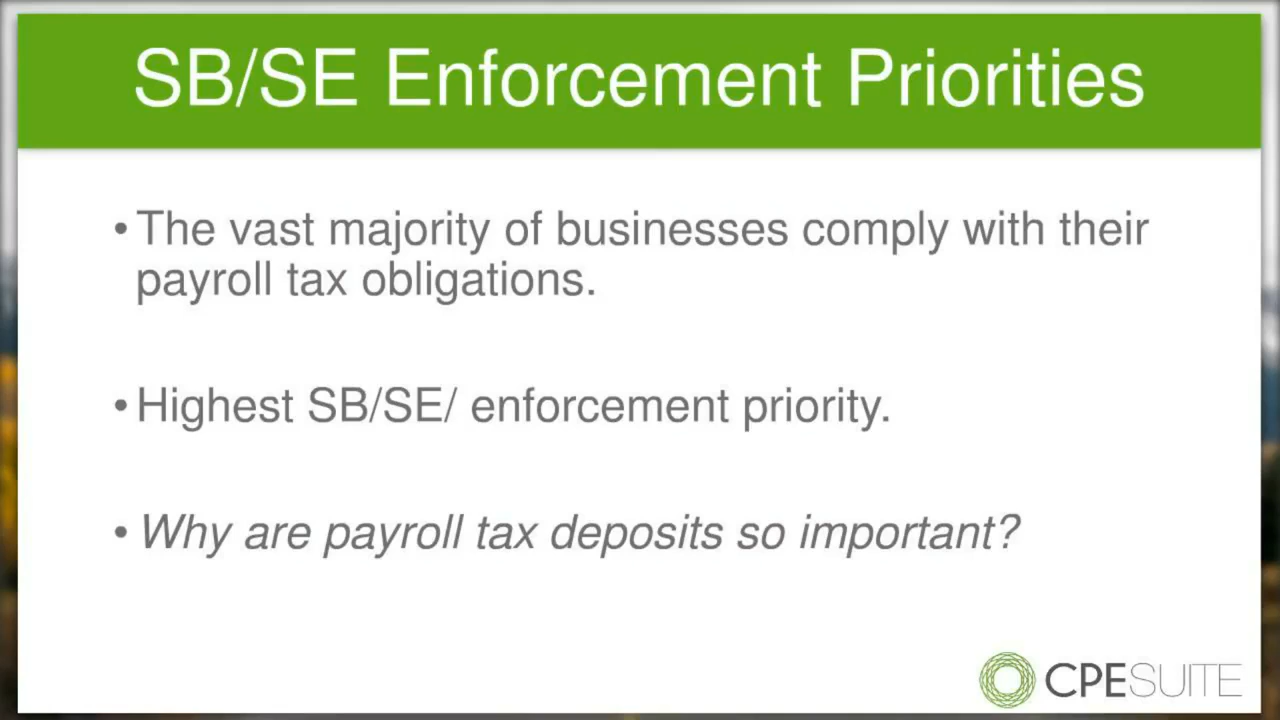 SB/SE Enforcement Priorities
• The vast majority of businesses comply with their
payroll tax obligations.
• Highest SB/SE/ enforcement priority.
• Why are payroll tax deposits so important?
CPESUITE